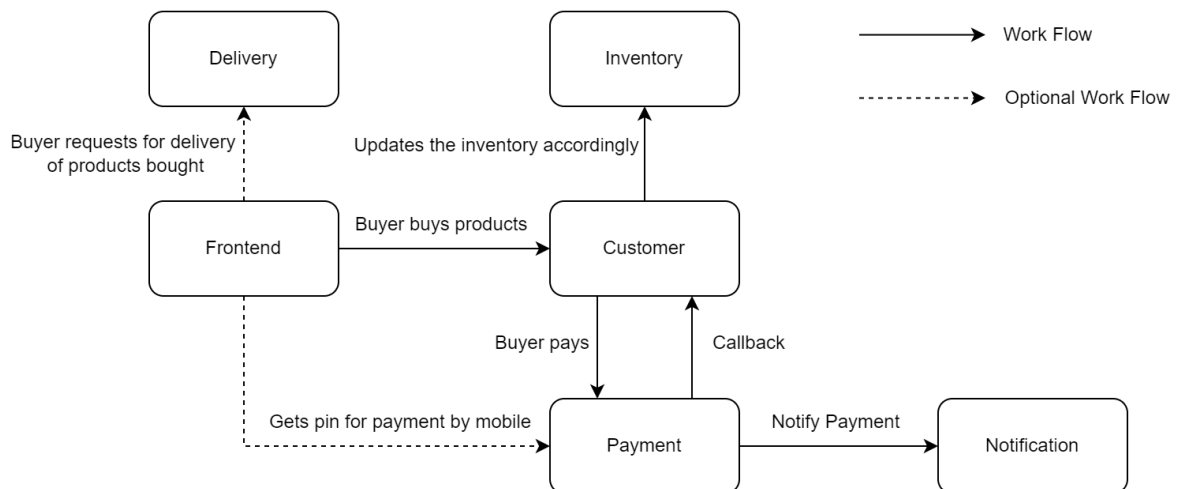 Delivery
Inventory
Work Flow
Optional Work Flow
Buyer requests for delivery
of products bought
Updates the inventory accordingly
Frontend
Buyer buys products
Customer
Buyer pays
Callback
Gets pin for payment by mobile
Payment
Notify Payment
Notification